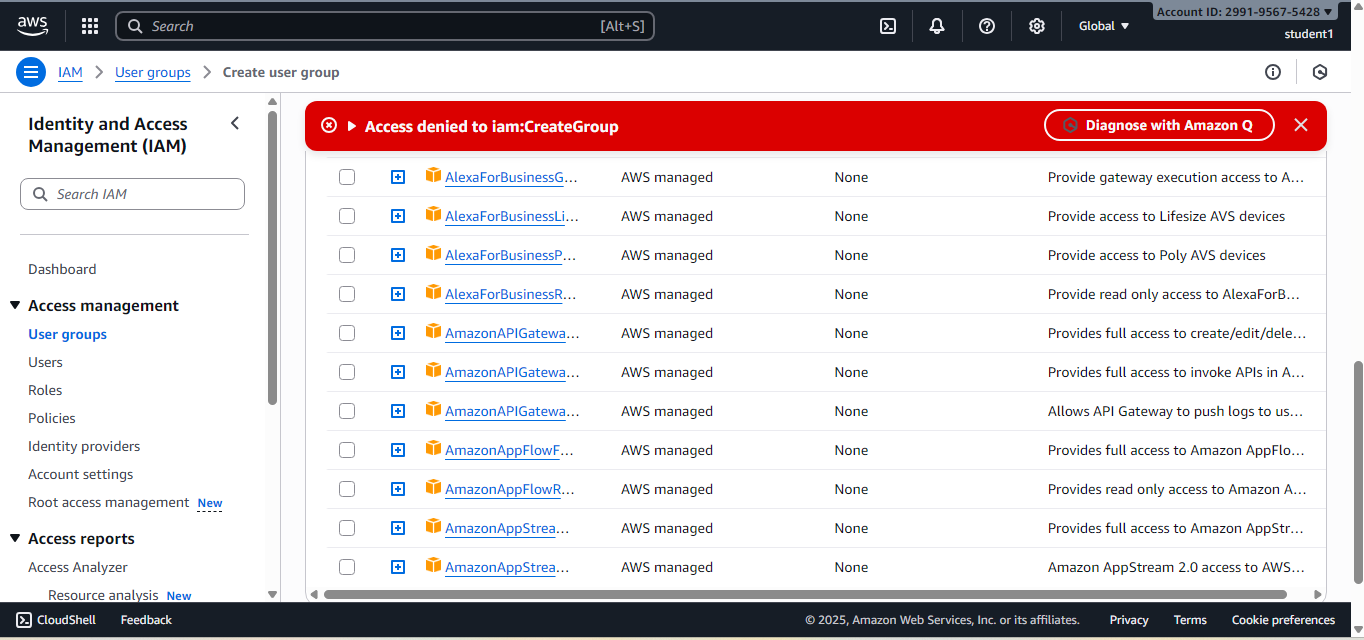 aws
Search [Alt+S]
Global
Account ID: 2991-9567-5428
student1
IAM > User groups > Create user group
Identity and Access
Management (IAM)
Search IAM
Dashboard
Access management
User groups
Users
Roles
Policies
Identity providers
Account settings
Root access management New
Access reports
Access Analyzer
Resource analysis New
Access denied to iam:CreateGroup
Diagnose with Amazon Q
AlexaForBusinessG... AWS managed None Provide gateway execution access to A...
AlexaForBusinessLi... AWS managed None Provide access to Lifesize AVS devices
AlexaForBusinessP... AWS managed None Provide access to Poly AVS devices
AlexaForBusinessR... AWS managed None Provide read only access to AlexaForB...
AmazonAPIGatewa... AWS managed None Provides full access to create/edit/dele...
AmazonAPIGatewa... AWS managed None Provides full access to invoke APIs in A...
AmazonAPIGatewa... AWS managed None Allows API Gateway to push logs to us...
AmazonAppFlowF... AWS managed None Provides full access to Amazon AppFlo...
AmazonAppFlowR... AWS managed None Provides read only access to Amazon A...
AmazonAppStrea... AWS managed None Provides full access to Amazon AppStr...
AmazonAppStrea... AWS managed None Amazon AppStream 2.0 access to AWS...
CloudShell
Feedback
© 2025, Amazon Web Services, Inc. or its affiliates.
Privacy
Terms
Cookie preferences